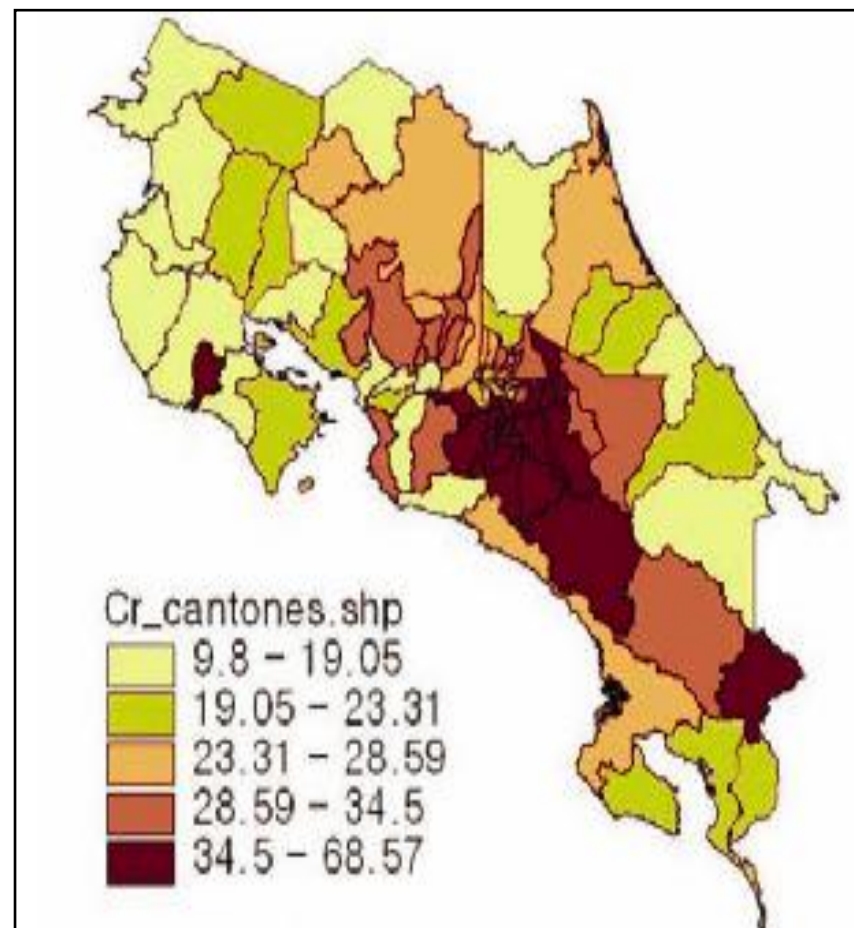 Cr_cantones.shp
9.8 – 19.05
19.05 – 23.31
23.31 – 28.59
28.59 – 34.5
34.5 – 68.57